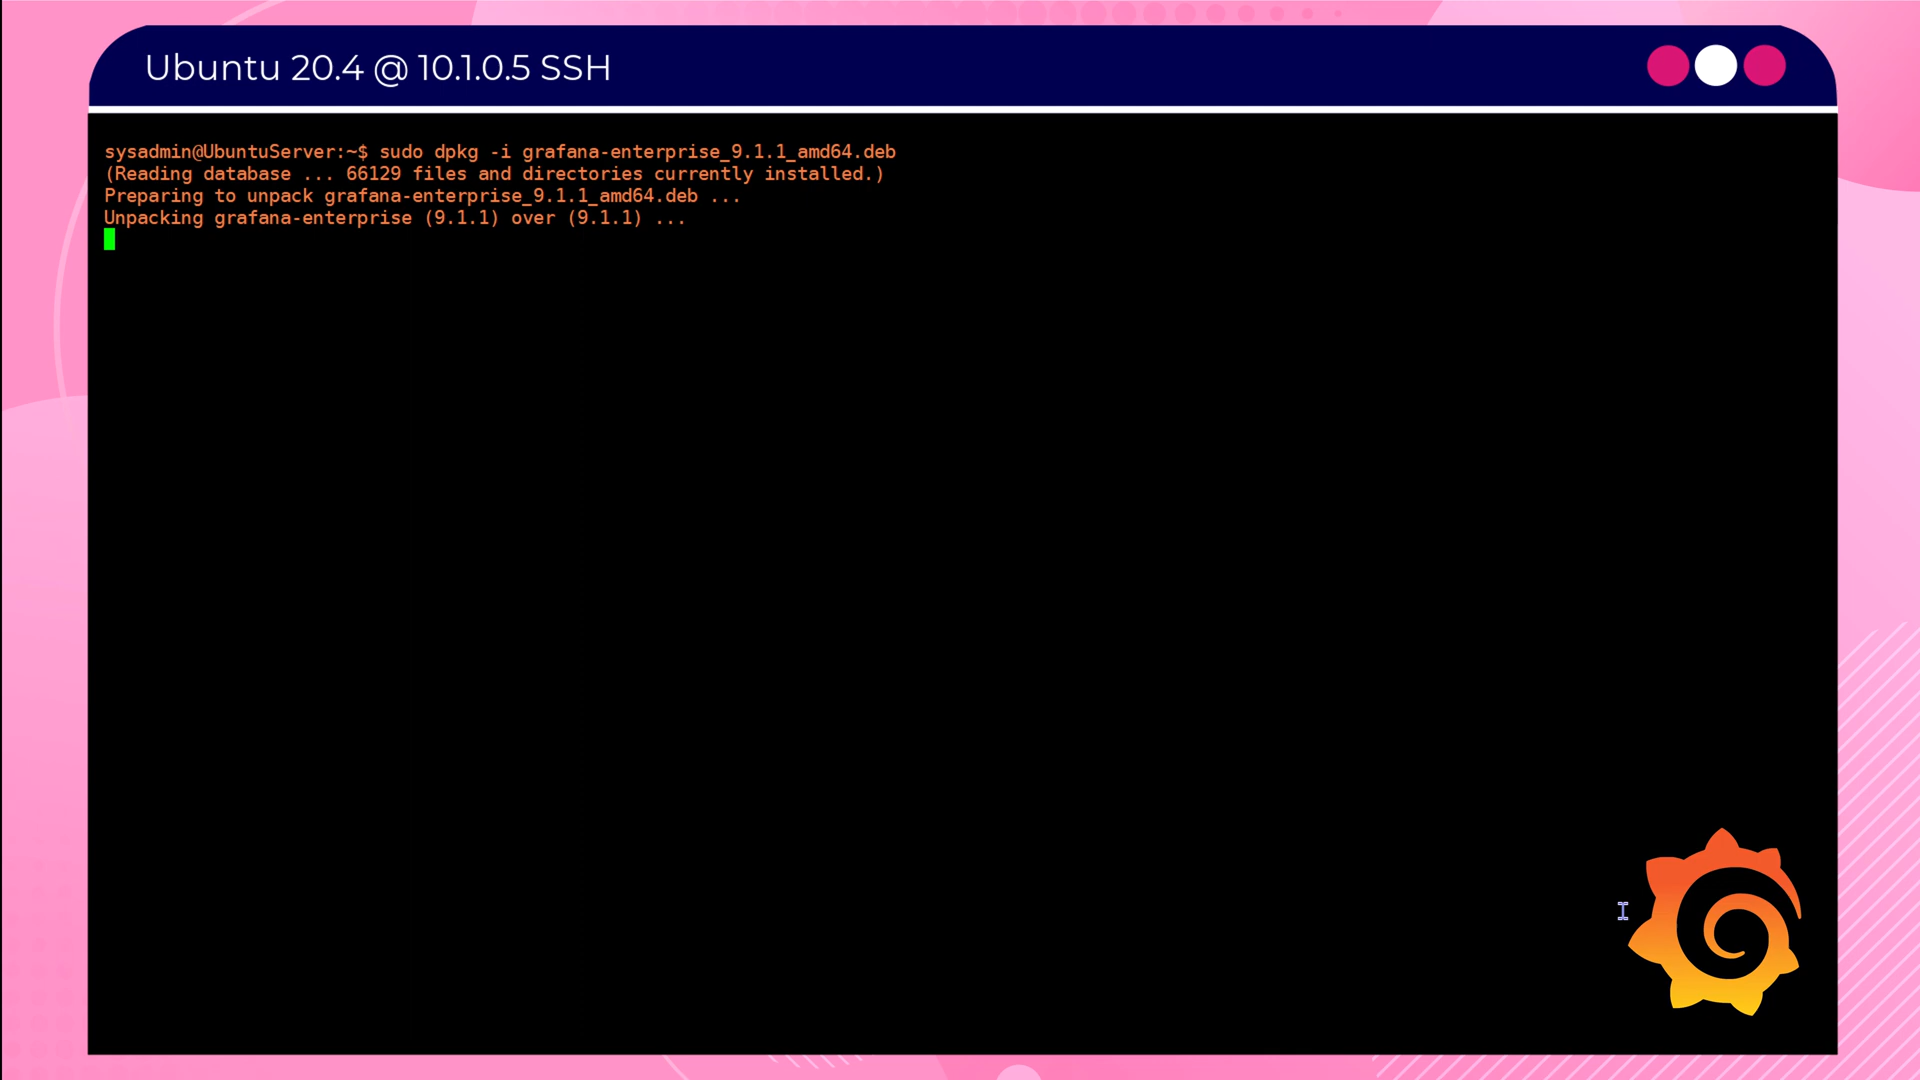 Ubuntu 20.4 @ 10.1.0.5 SSH
sysadmin@UbuntuServer:~$ sudo dpkg -i grafana-enterprise_9.1.1_amd64.deb
(Reading database ... 66129 files and directories currently installed.)
Preparing to unpack grafana-enterprise_9.1.1_amd64.deb ...
Unpacking grafana-enterprise (9.1.1) over (9.1.1) ...